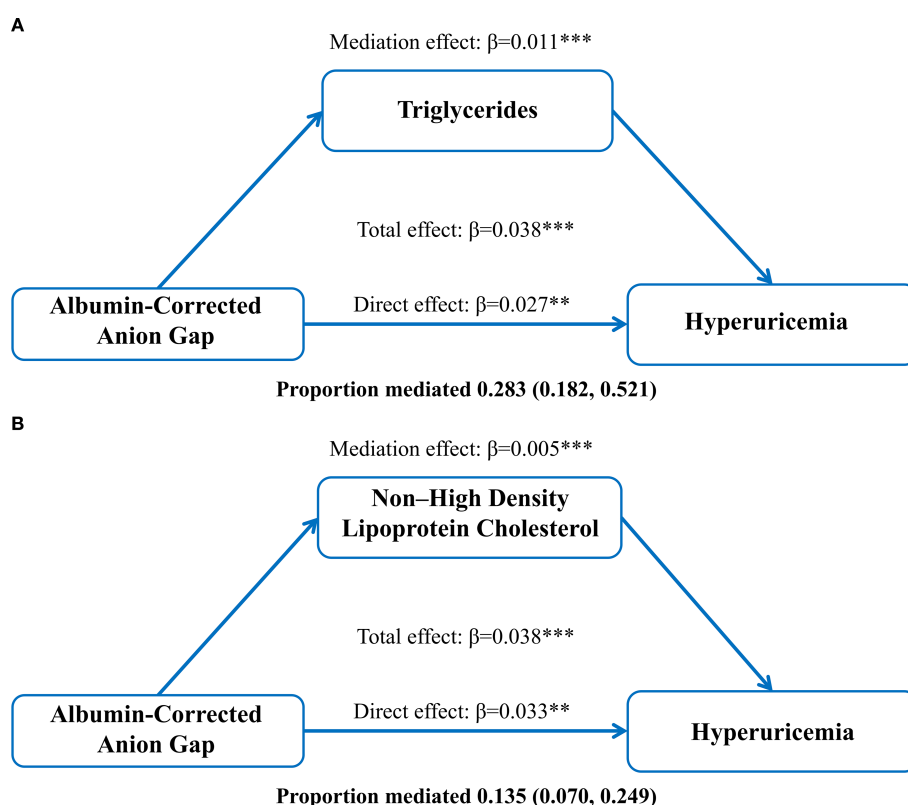 A
Mediation effect: β=0.011***
Triglycerides
Total effect: β=0.038***
Albumin-Corrected
Anion Gap
Direct effect: β=0.027**
Hyperuricemia
Proportion mediated 0.283 (0.182, 0.521)
B
Mediation effect: β=0.005***
Non–High Density
Lipoprotein Cholesterol
Total effect: β=0.038***
Albumin-Corrected
Anion Gap
Direct effect: β=0.033**
Hyperuricemia
Proportion mediated 0.135 (0.070, 0.249)